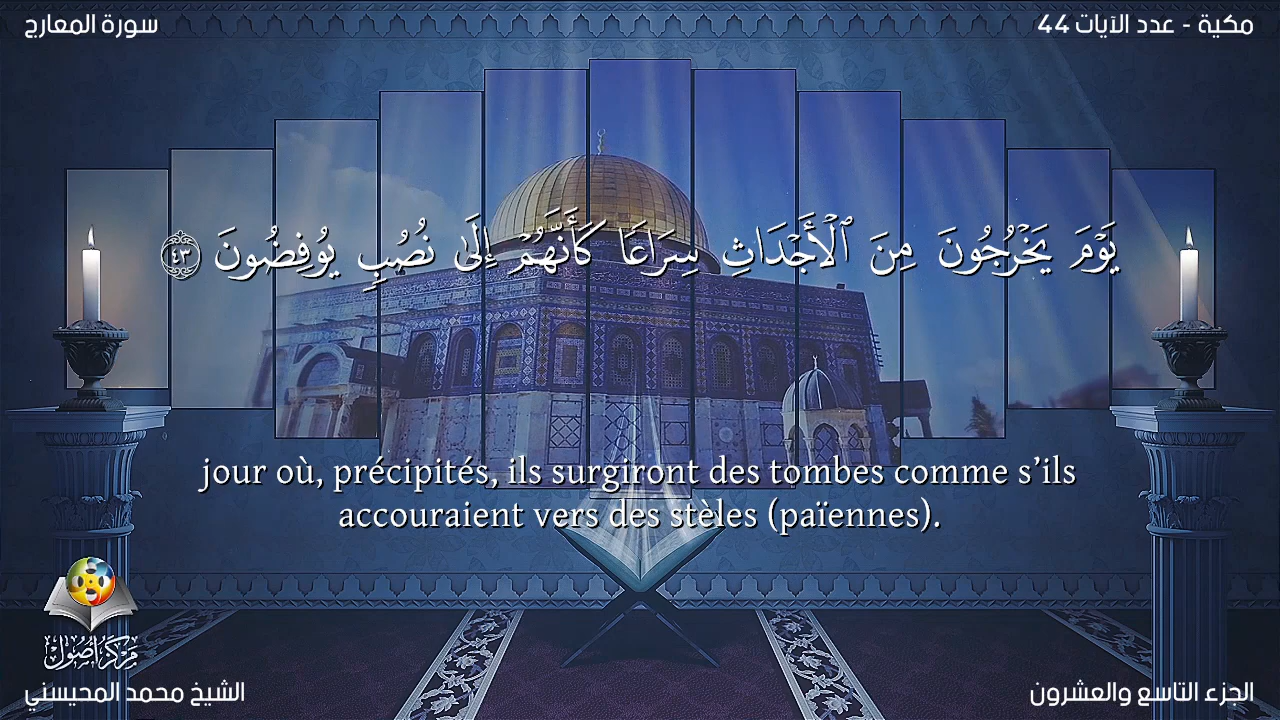 سورة المعارج
مكية - عدد الآيات 44
يَوْمَ يَخْرُجُونَ مِنَ ٱلْأَجْدَاثِ سِرَاعًا كَأَنَّهُمْ إِلَىٰ نُصُبٍ يُوفِضُونَ ٤٣
jour où, précipités, ils surgiront des tombes comme s’ils
accouraient vers des stèles (païennes).
مركز أصول
الشيخ محمد المحيسني
الجزء التاسع والعشرون